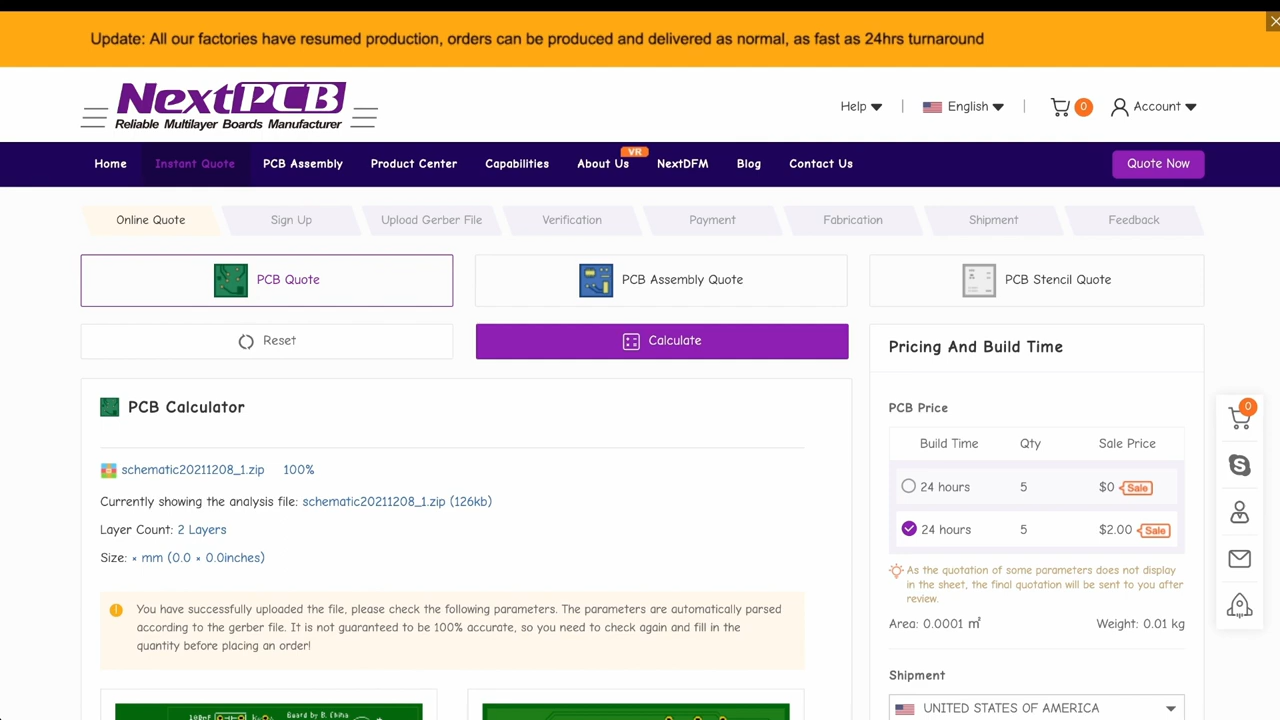 Update: All our factories have resumed production, orders can be produced and delivered as normal, as fast as 24hrs turnaround
NextPCB
Reliable Multilayer Boards Manufacturer
Help
English
0
Account
Home
Instant Quote
PCB Assembly
Product Center
Capabilities
About Us
VR
NextDFM
Blog
Contact Us
Quote Now
Online Quote
Sign Up
Upload Gerber File
Verification
Payment
Fabrication
Shipment
Feedback
PCB Quote
PCB Assembly Quote
PCB Stencil Quote
Reset
Calculate
Pricing And Build Time
PCB Calculator
PCB Price
Build Time Qty Sale Price
0
schematic20211208_1.zip 100%
24 hours 5 $0 Sale
Currently showing the analysis file: schematic20211208_1.zip (126kb)
Layer Count: 2 Layers
24 hours 5 $2.00 Sale
Size: × mm (0.0 × 0.0inches)
As the quotation of some parameters does not display
in the sheet, the final quotation will be sent to you after
review.
You have successfully uploaded the file, please check the following parameters. The parameters are automatically parsed
according to the gerber file. It is not guaranteed to be 100% accurate, so you need to check again and fill in the
quantity before placing an order!
Area: 0.0001 ㎡ Weight: 0.01 kg
Shipment
UNITED STATES OF AMERICA
Board by B. China